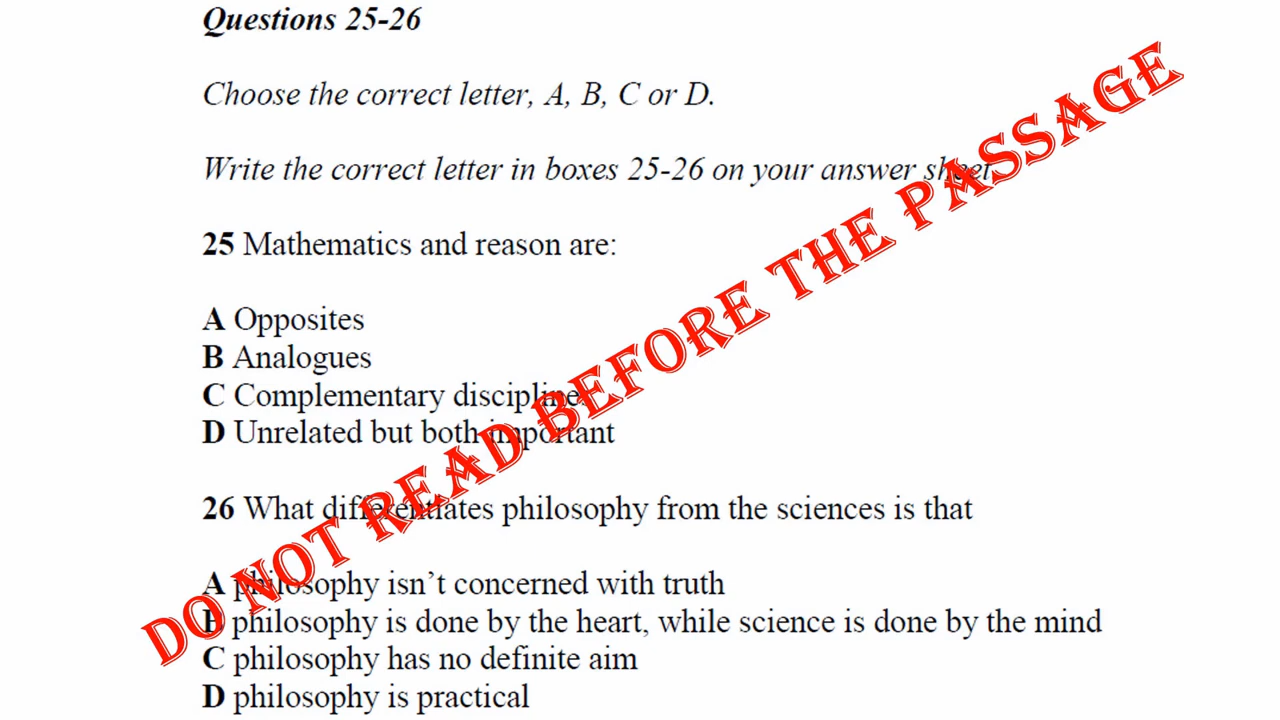 Questions 25-26
Choose the correct letter, A, B, C or D.
Write the correct letter in boxes 25-26 on your answer sheet.
25 Mathematics and reason are:
A Opposites
B Analogues
C Complementary disciplines
D Unrelated but both important
26 What differentiates philosophy from the sciences is that
A philosophy isn’t concerned with truth
B philosophy is done by the heart, while science is done by the mind
C philosophy has no definite aim
D philosophy is practical
DO NOT READ BEFORE THE PASSAGE